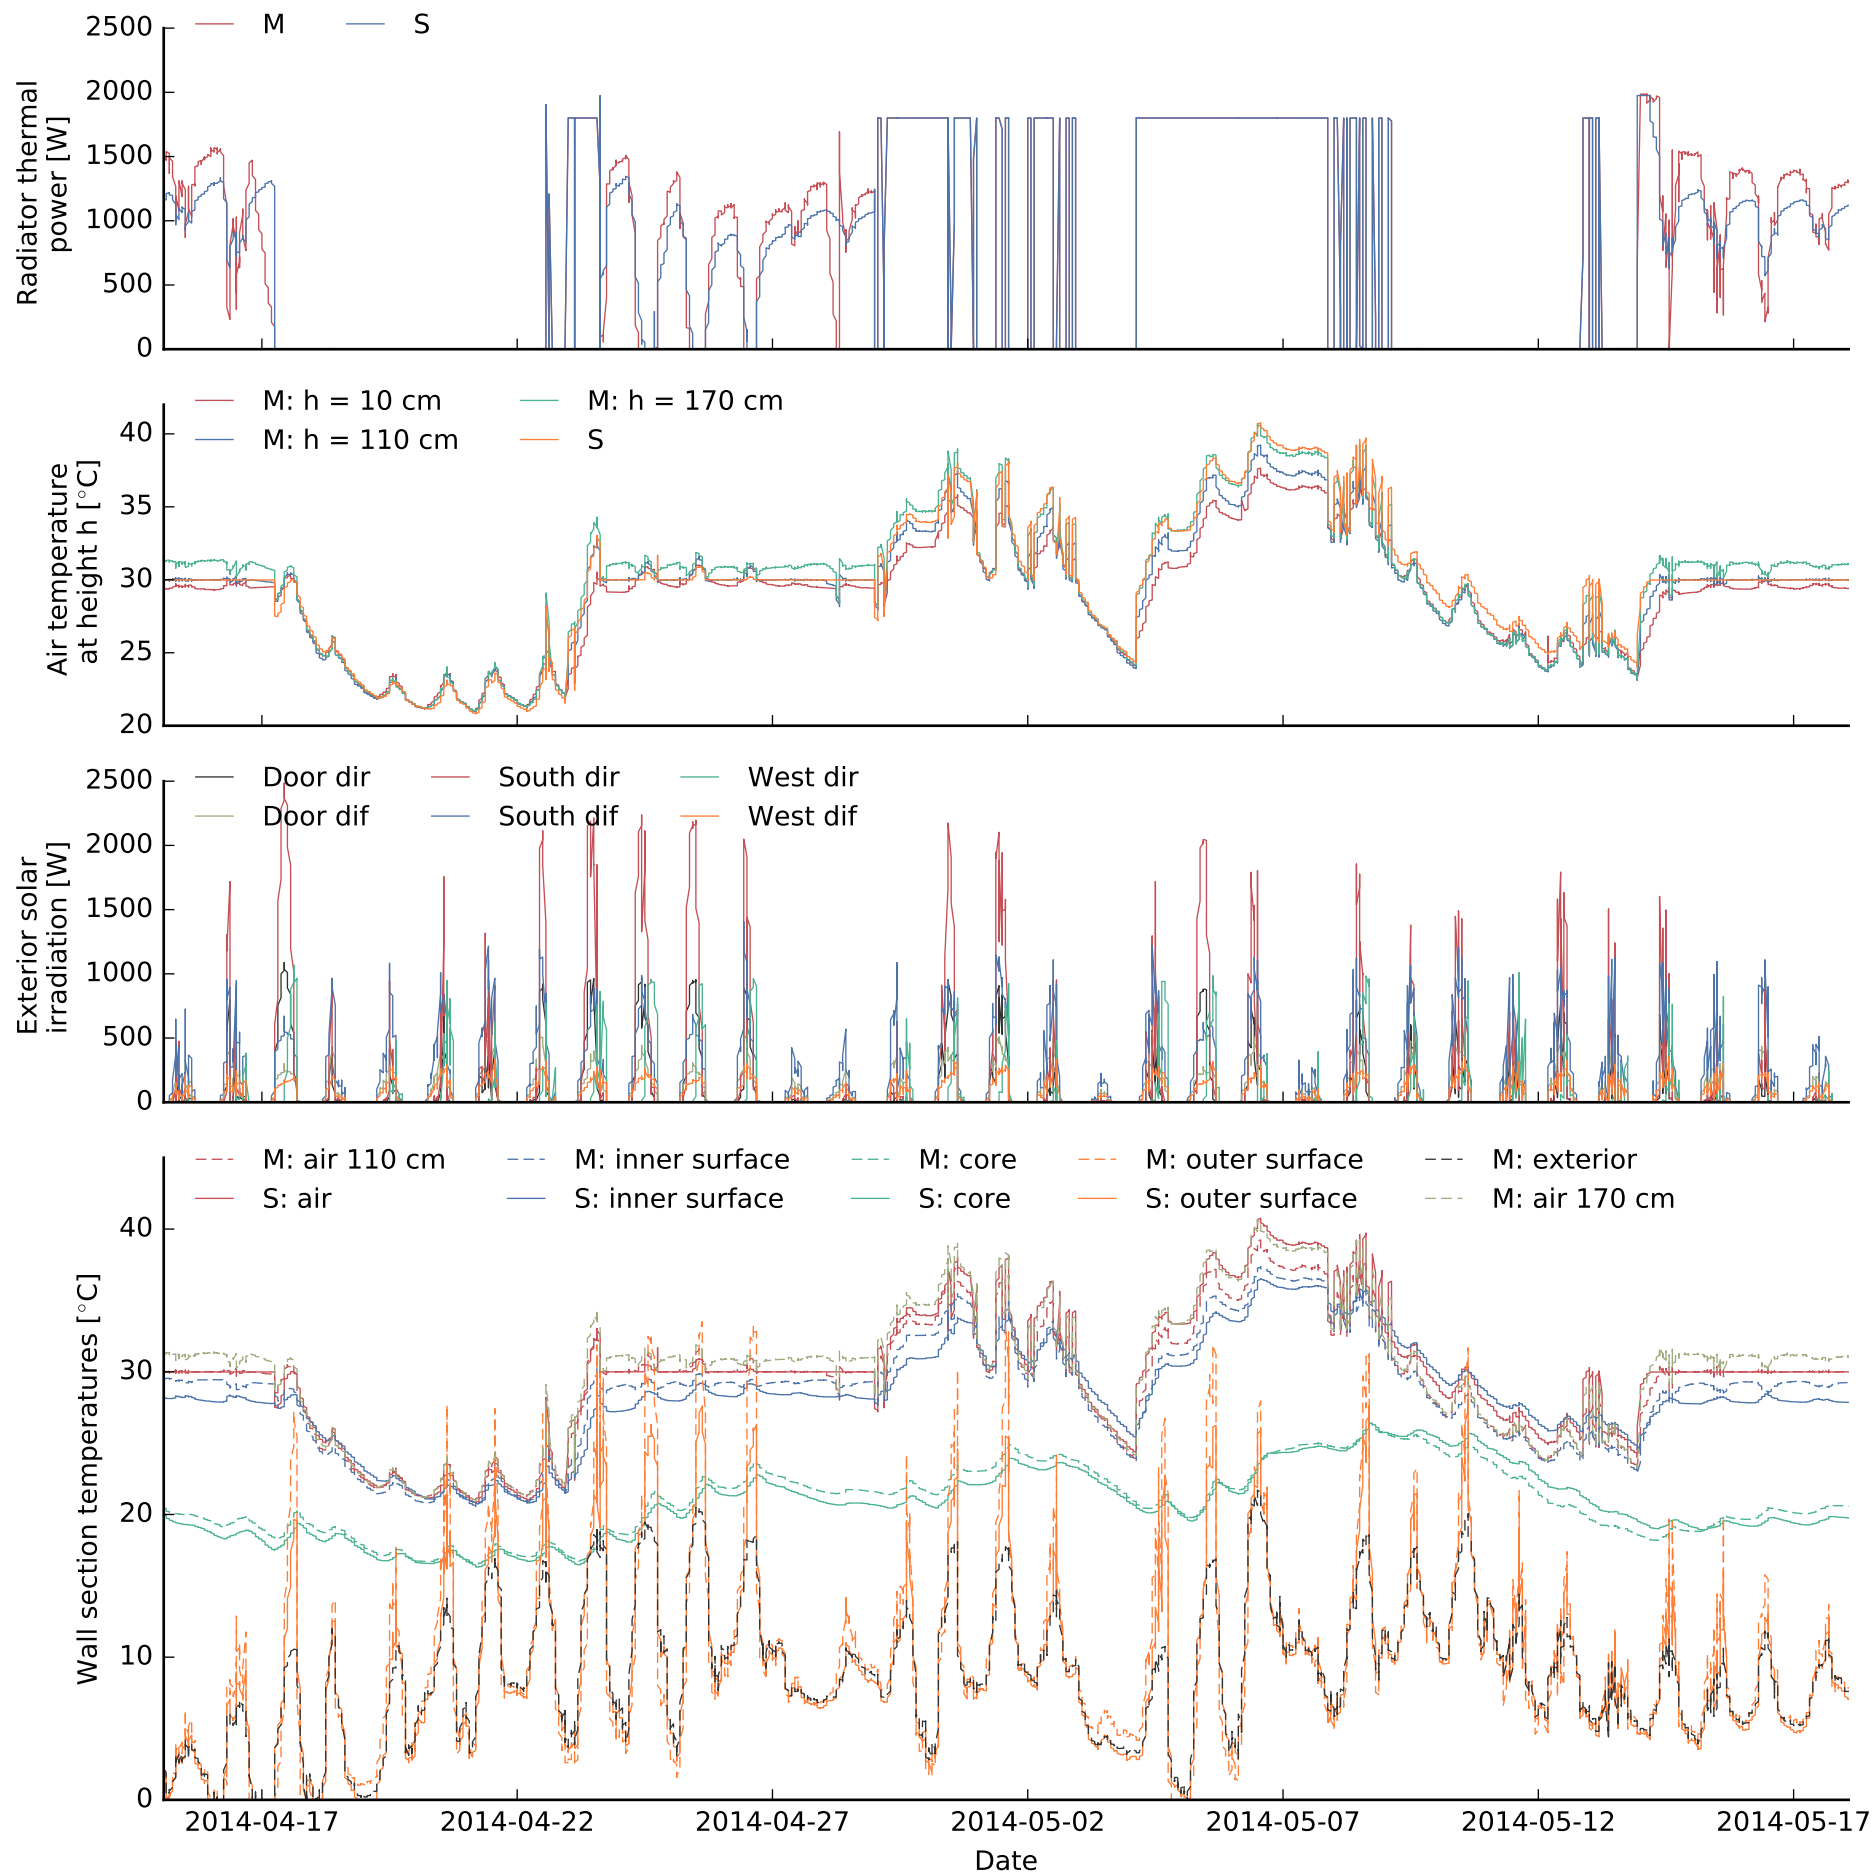 M S
2500
2000
1500
1000
500
0
Radiator thermal
power [W]
M: h = 10 cm M: h = 170 cm
M: h = 110 cm S
40
35
30
25
20
Air temperature
at height h [°C]
Door dir South dir West dir
Door dif South dif West dif
2500
2000
1500
1000
500
0
Exterior solar
irradiation [W]
M: air 110 cm M: inner surface M: core M: outer surface M: exterior
S: air S: inner surface S: core S: outer surface M: air 170 cm
40
30
20
10
0
Wall section temperatures [°C]
2014-04-17 2014-04-22 2014-04-27 2014-05-02 2014-05-07 2014-05-12 2014-05-17
Date